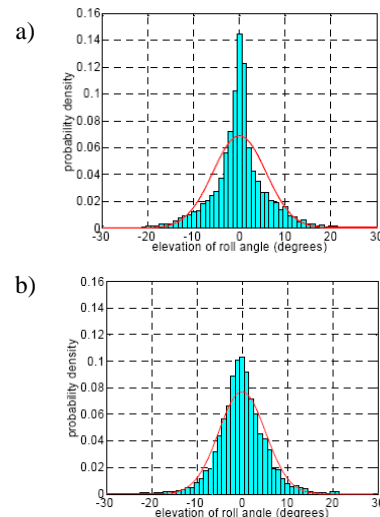 a)
0.16
0.14
0.12
0.1
0.08
0.06
0.04
0.02
0
probability density
-30 -20 -10 0 10 20 30
elevation of roll angle (degrees)
b)
0.16
0.14
0.12
0.1
0.08
0.06
0.04
0.02
0
probability density
-30 -20 -10 0 10 20 30
elevation of roll angle (degrees)